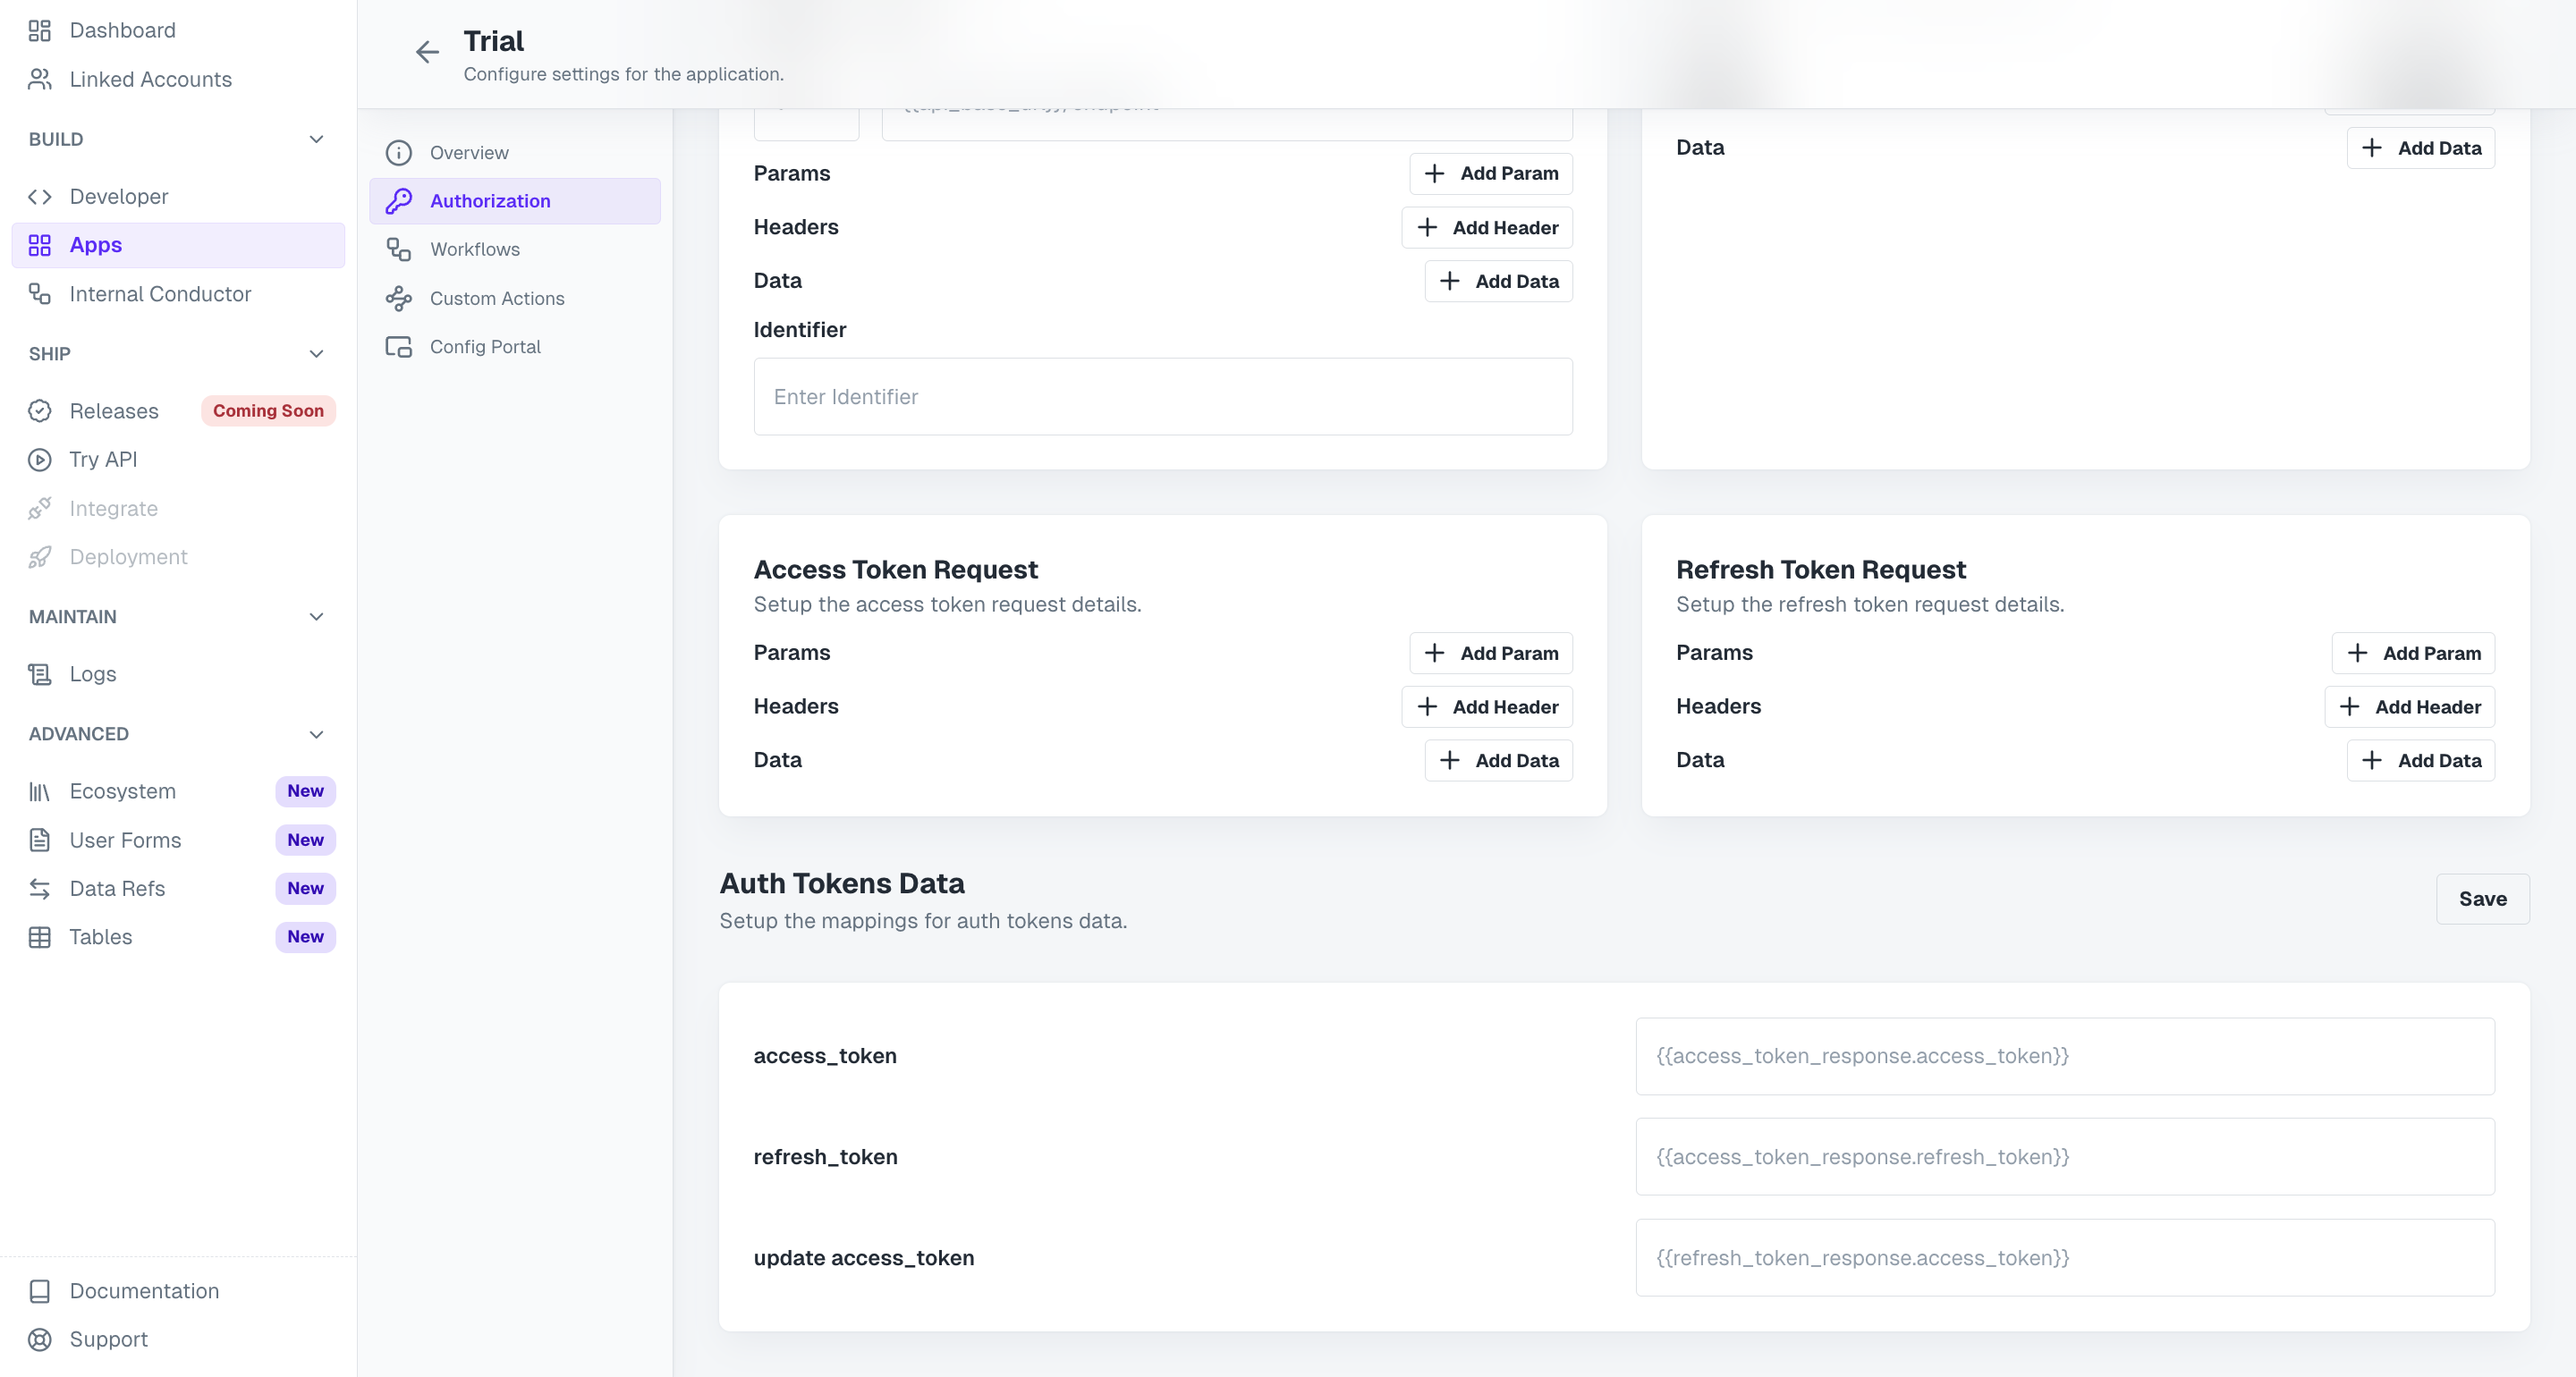 Dashboard
Linked Accounts
BUILD
Developer
Apps
Internal Conductor
SHIP
Releases
Coming Soon
Try API
Integrate
Deployment
MAINTAIN
Logs
ADVANCED
Ecosystem
New
User Forms
New
Data Refs
New
Tables
New
Documentation
Support
Trial
Configure settings for the application.
Overview
Authorization
Workflows
Custom Actions
Config Portal
Params
Add Param
Headers
Add Header
Data
Add Data
Identifier
Enter Identifier
Data
Add Data
Access Token Request
Setup the access token request details.
Params
Add Param
Headers
Add Header
Data
Add Data
Refresh Token Request
Setup the refresh token request details.
Params
Add Param
Headers
Add Header
Data
Add Data
Auth Tokens Data
Setup the mappings for auth tokens data.
Save
access_token
{{access_token_response.access_token}}
refresh_token
{{access_token_response.refresh_token}}
update access_token
{{refresh_token_response.access_token}}